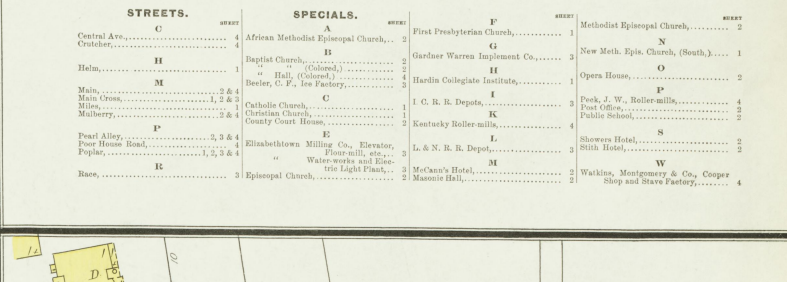 STREETS.
SHEET
C
Central Ave.,........ 4
Crutcher,........ 4
H
Helm,........ 1
M
Main,........ 2 & 4
Main Cross,........ 1, 2 & 3
Miles,........ 1
Mulberry,........ 2 & 4
P
Pearl Alley,........ 2, 3 & 4
Poor House Road,........ 4
Poplar,........ 1, 2, 3 & 4
R
Race,........ 3
SPECIALS.
SHEET
A
African Methodist Episcopal Church,.. 2
B
Baptist Church,........ 2
" " (Colored,)........ 2
" Hall, (Colored,)........ 4
Beeler, C. F., Ice Factory,........ 3
C
Catholic Church,........ 1
Christian Church,........ 1
County Court House,........ 2
E
Elizabethtown Milling Co., Elevator,
Flour-mill, etc.,.. 3
" Water-works and Elec-
tric Light Plant,.. 3
Episcopal Church,........ 2
SHEET
F
First Presbyterian Church,........ 1
G
Gardner Warren Implement Co.,........ 3
H
Hardin Collegiate Institute,........ 1
I
I. C. R. R. Depots,........ 3
K
Kentucky Roller-mills,........ 4
L
L. & N. R. R. Depot,........ 3
M
McCann's Hotel,........ 2
Masonic Hall,........ 2
SHEET
Methodist Episcopal Church,........ 2
N
New Meth. Epis. Church, (South,).... 1
O
Opera House,........ 2
P
Peck, J. W., Roller-mills,........ 4
Post Office,........ 2
Public School,........ 2
S
Showers Hotel,........ 2
Stith Hotel,........ 2
W
Watkins, Montgomery & Co., Cooper
Shop and Stave Factory,........ 4
D.